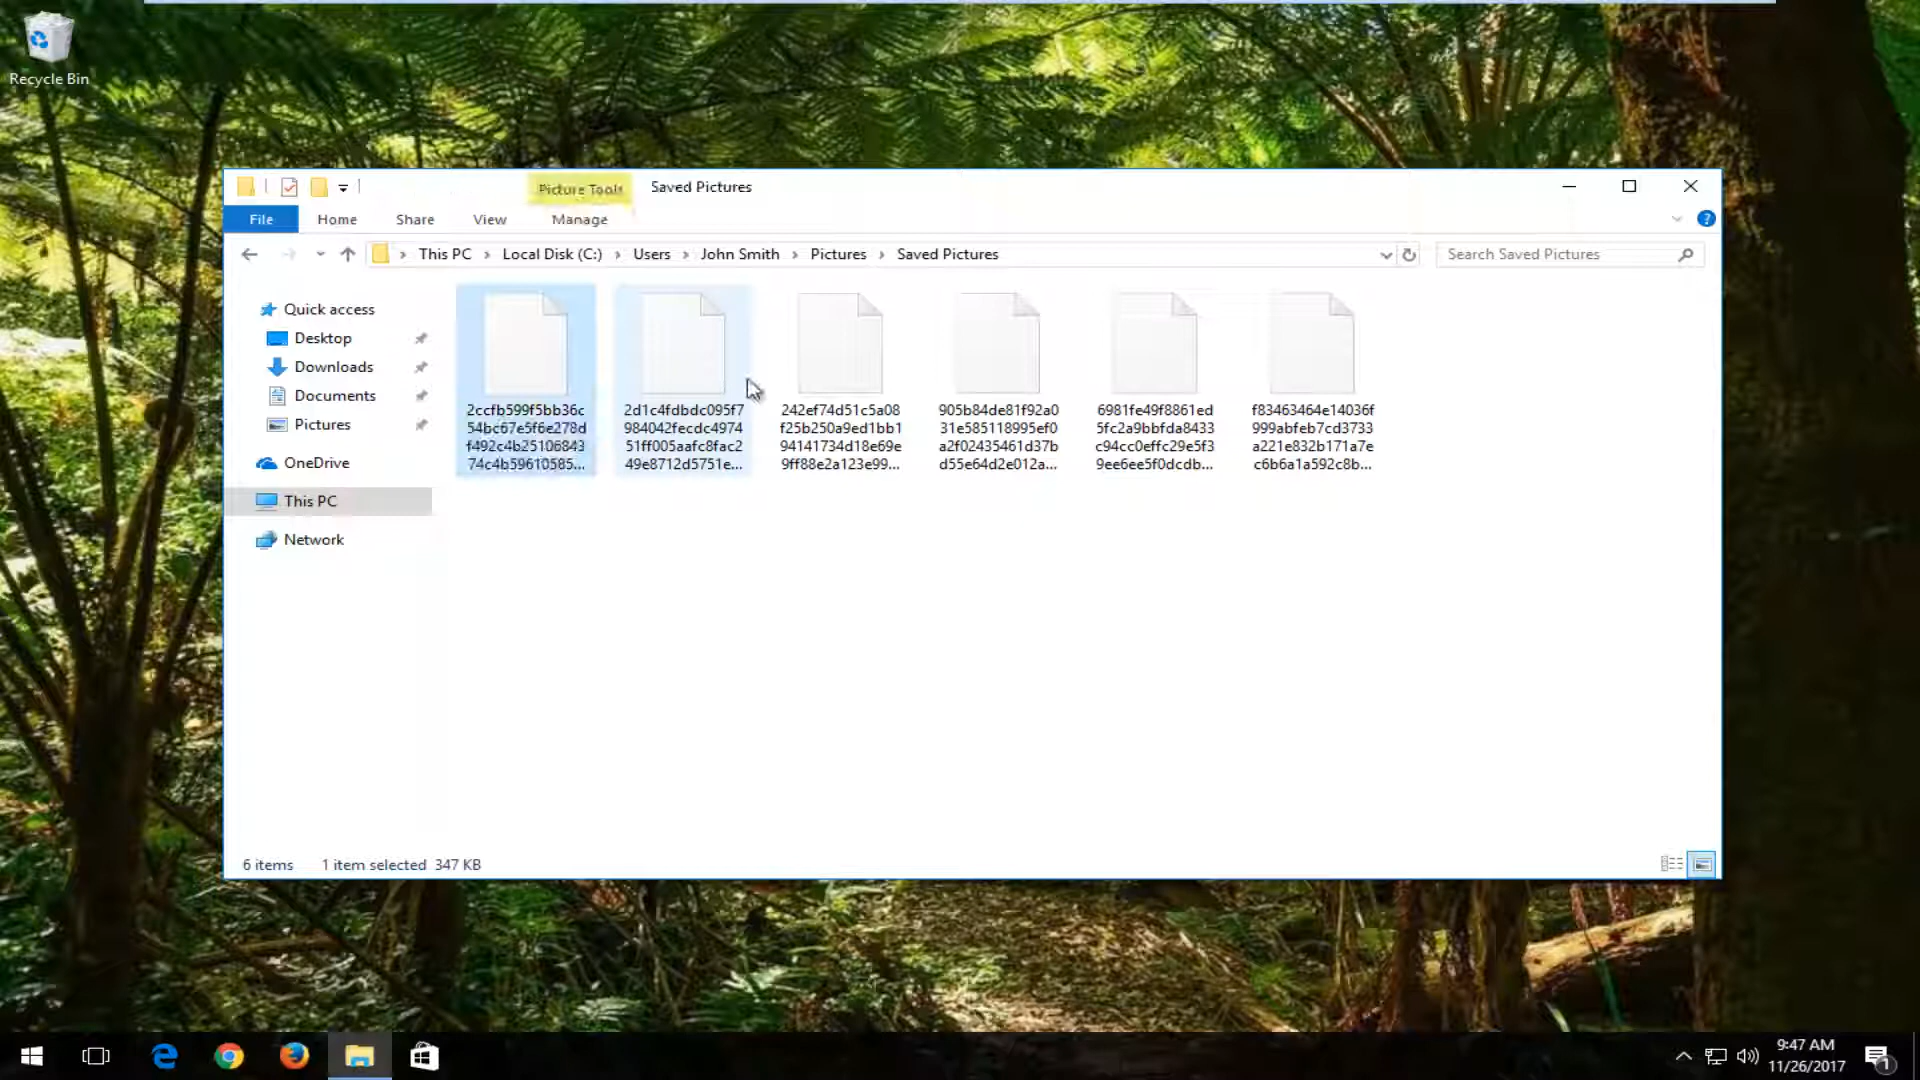 Recycle Bin
Picture Tools
Saved Pictures
File
Home
Share
View
Manage
This PC
Local Disk (C:)
Users
John Smith
Pictures
Saved Pictures
Search Saved Pictures
Quick access
Desktop
Downloads
Documents
Pictures
OneDrive
This PC
Network
2ccfb599f5bb36c
54bc67e5f6e278d
f492c4b25106843
74c4b59610585...
2d1c4fdbdc095f7
984042fecdc4974
51ff005aafc8fac2
49e8712d5751e...
242ef74d51c5a08
f25b250a9ed1bb1
94141734d18e69e
9ff88e2a123e99...
905b84de81f92a0
31e585118995ef0
a2f02435461d37b
d55e64d2e012a...
6981fe49f8861ed
5fc2a9bbfda8433
c94cc0effc29e5f3
9ee6ee5f0dcdb...
f83463464e14036f
999abfeb7cd3733
a221e832b171a7e
c6b6a1a592c8b...
6 items
1 item selected 347 KB
9:47 AM
11/26/2017
1